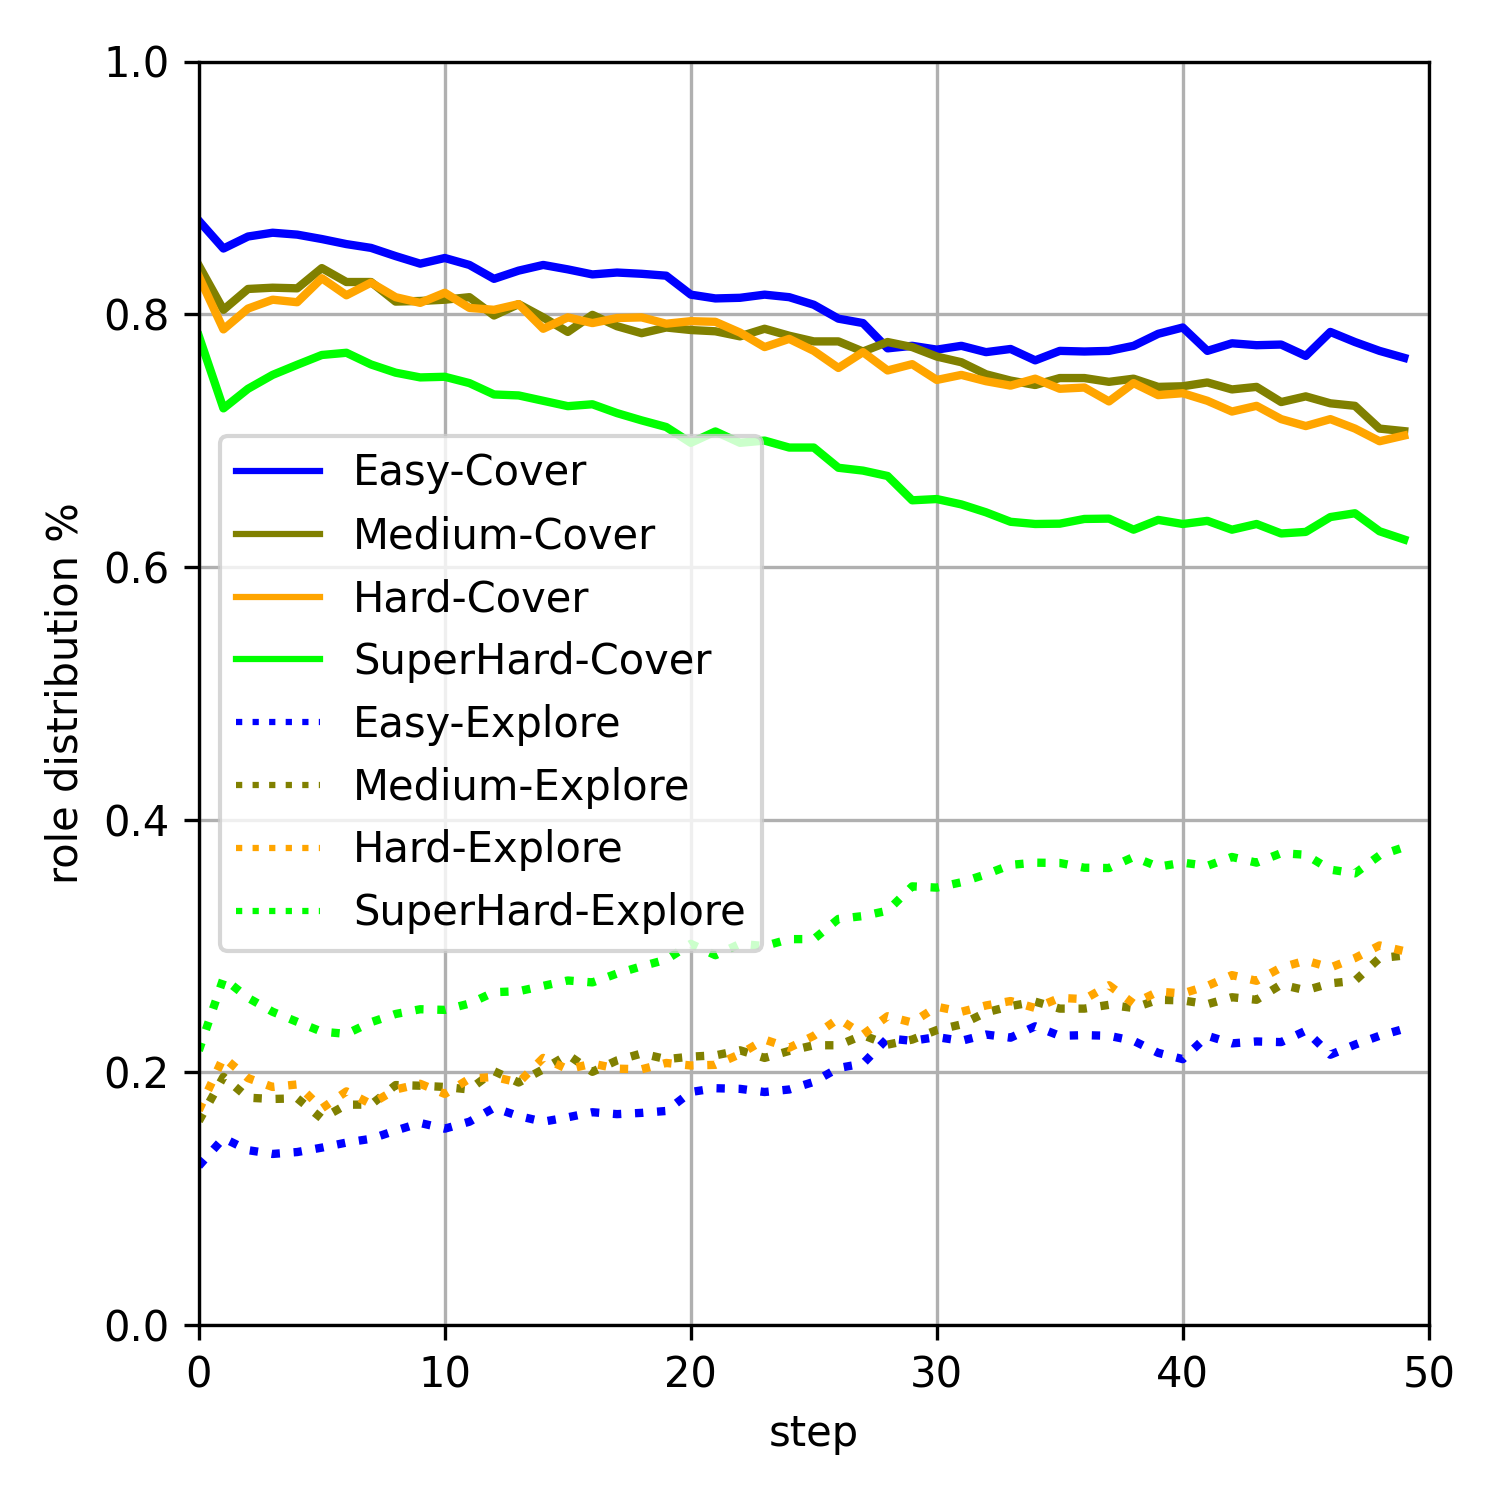 1.0
0.8
0.6
0.4
0.2
0.0
role distribution %
Easy-Cover
Medium-Cover
Hard-Cover
SuperHard-Cover
Easy-Explore
Medium-Explore
Hard-Explore
SuperHard-Explore
0 10 20 30 40 50
step